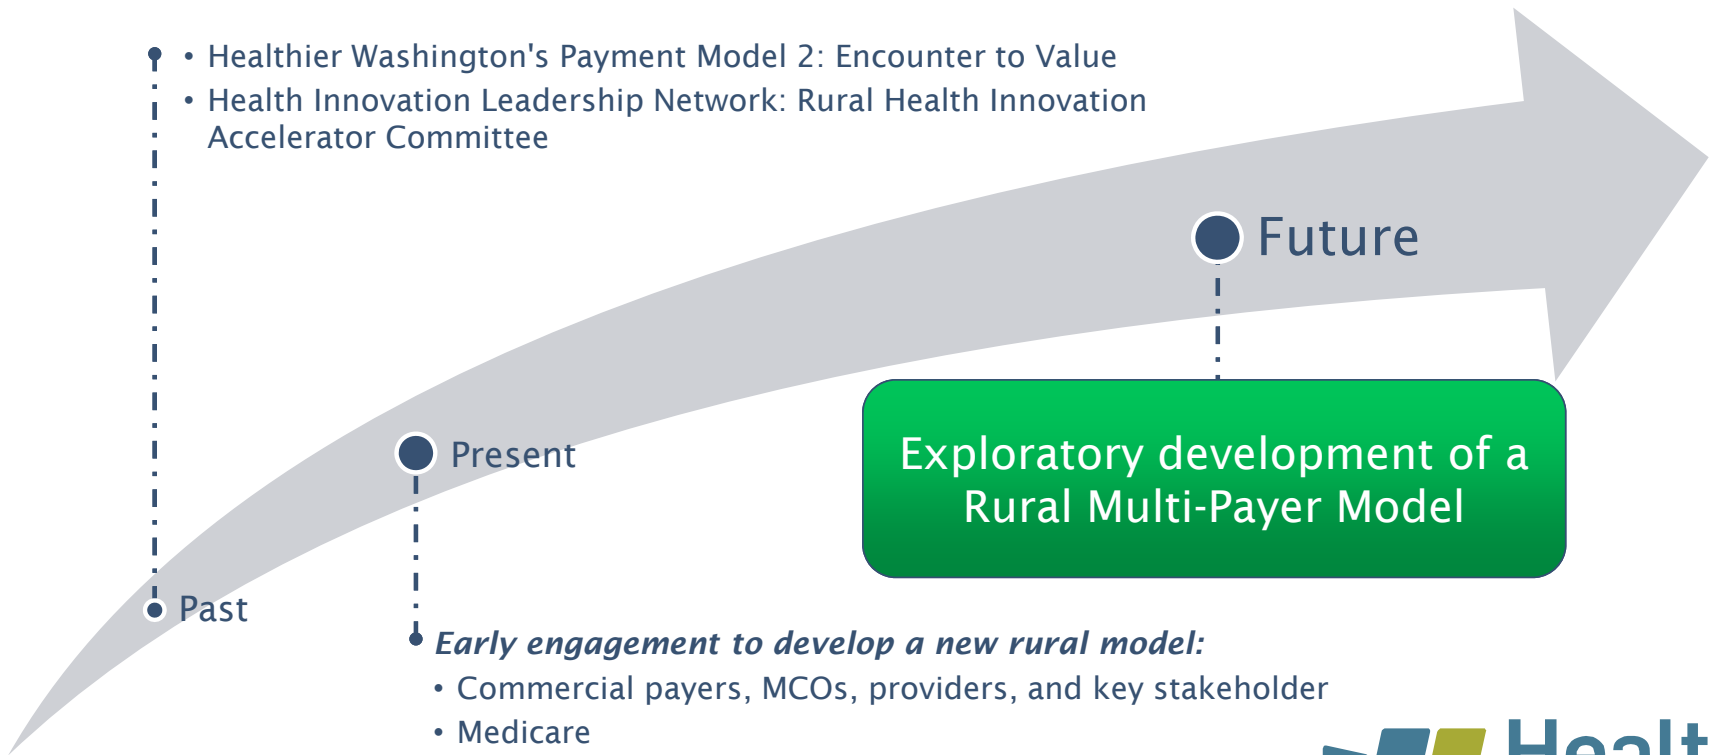 • Healthier Washington's Payment Model 2: Encounter to Value
• Health Innovation Leadership Network: Rural Health Innovation
Accelerator Committee
Future
Exploratory development of a
Rural Multi-Payer Model
Present
Past
Early engagement to develop a new rural model:
• Commercial payers, MCOs, providers, and key stakeholder
• Medicare